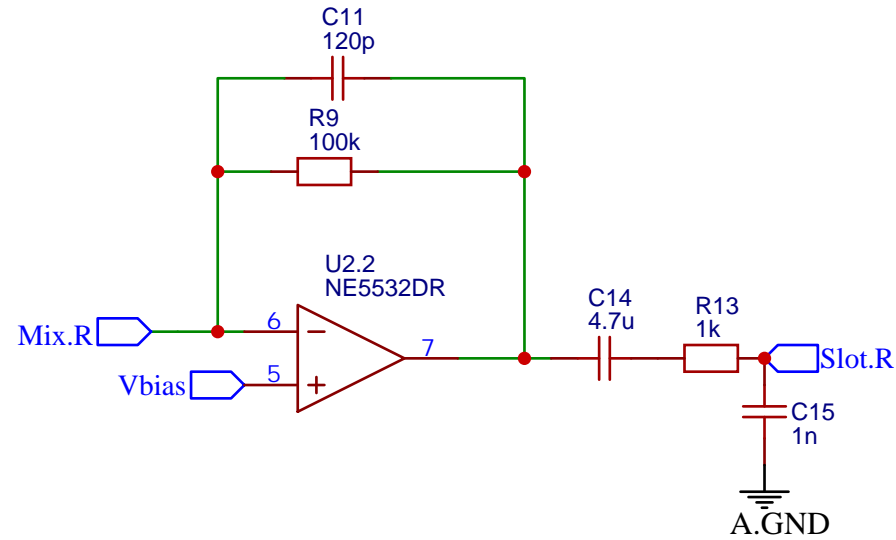 C11
120p
R9
100k
U2.2
NE5532DR
C14
4.7u
R13
1k
Mix.R
6
7
Slot.R
Vbias
5
C15
1n
A.GND